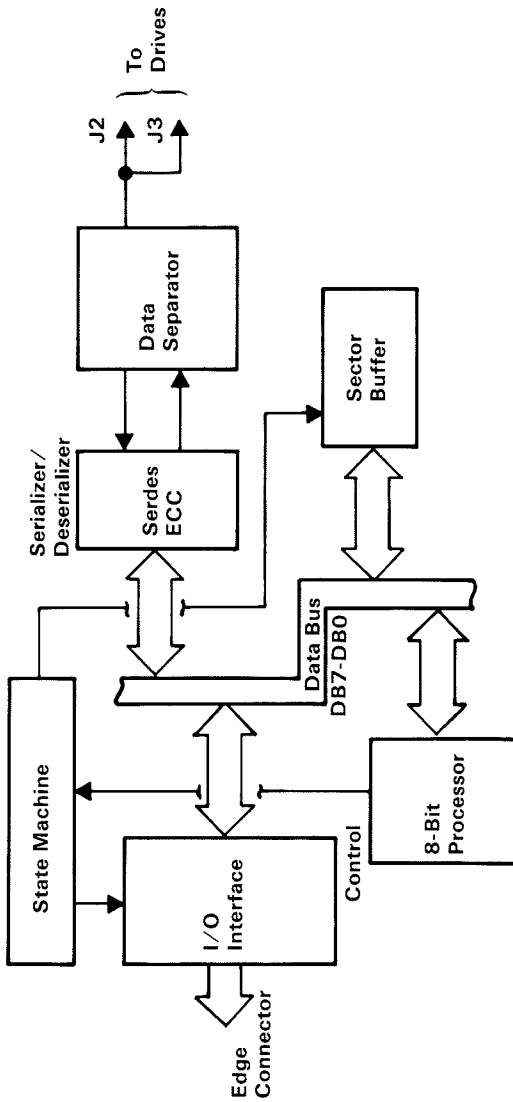 State Machine
Serializer/
Deserializer
Serdes
ECC
Data
Separator
J2
J3
To
Drives
I/O
Interface
Edge
Connector
Data Bus
DB7-DB0
Sector
Buffer
Control
8-Bit
Processor